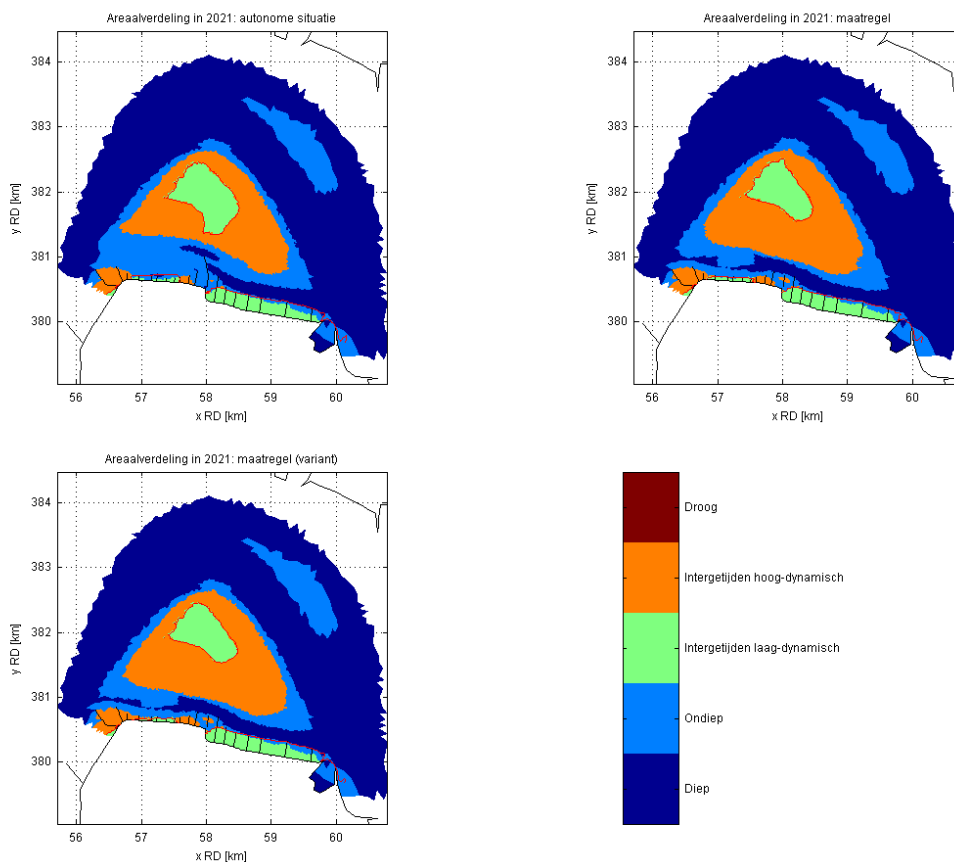 Areaalverdeling in 2021: autonome situatie
384
383
382
381
380
y RD [km]
56 57 58 59 60
x RD [km]
Areaalverdeling in 2021: maatregel
384
383
382
381
380
y RD [km]
56 57 58 59 60
x RD [km]
Areaalverdeling in 2021: maatregel (variant)
384
383
382
381
380
y RD [km]
56 57 58 59 60
x RD [km]
Droog
Intergetijden hoog-dynamisch
Intergetijden laag-dynamisch
Ondiep
Diep